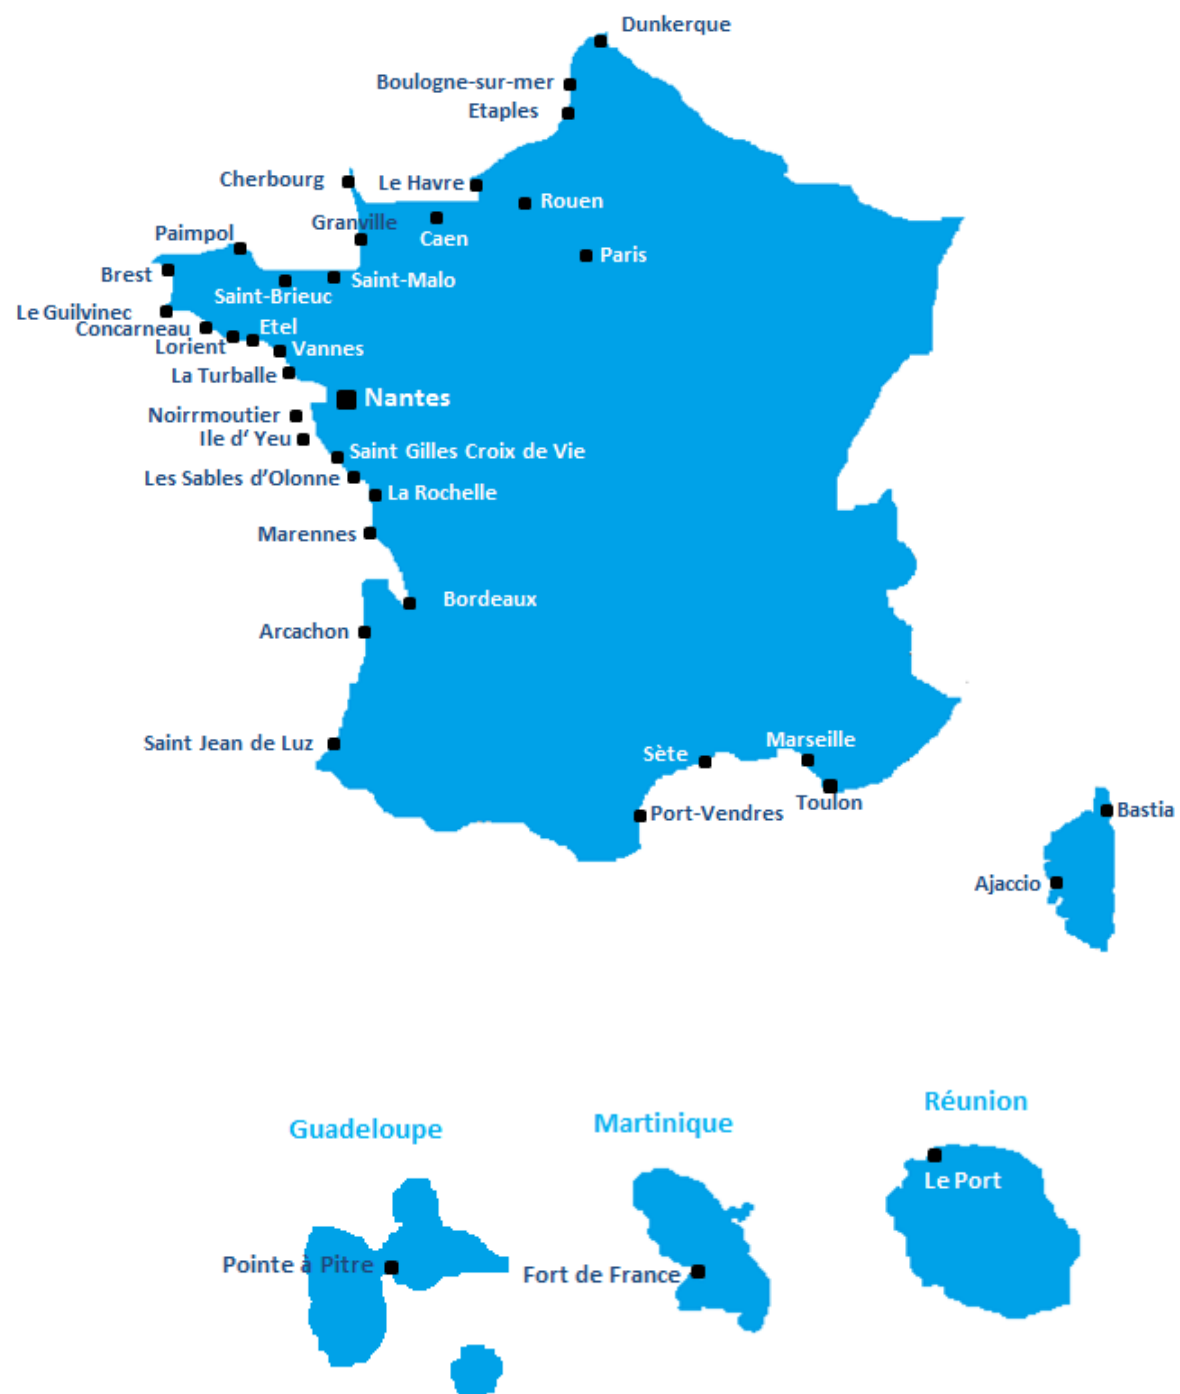 Dunkerque
Boulogne-sur-mer
Etaples
Cherbourg
Le Havre
Rouen
Granville
Caen
Paimpol
Paris
Brest
Saint-Malo
Saint-Brieuc
Le Guilvinec
Concarneau
Etel
Lorient
Vannes
La Turballe
Nantes
Noirrmoutier
Ile d‘ Yeu
Saint Gilles Croix de Vie
Les Sables d’Olonne
La Rochelle
Marennes
Bordeaux
Arcachon
Saint Jean de Luz
Marseille
Sète
Toulon
Port-Vendres
Bastia
Ajaccio
Guadeloupe
Martinique
Réunion
Le Port
Pointe à Pitre
Fort de France